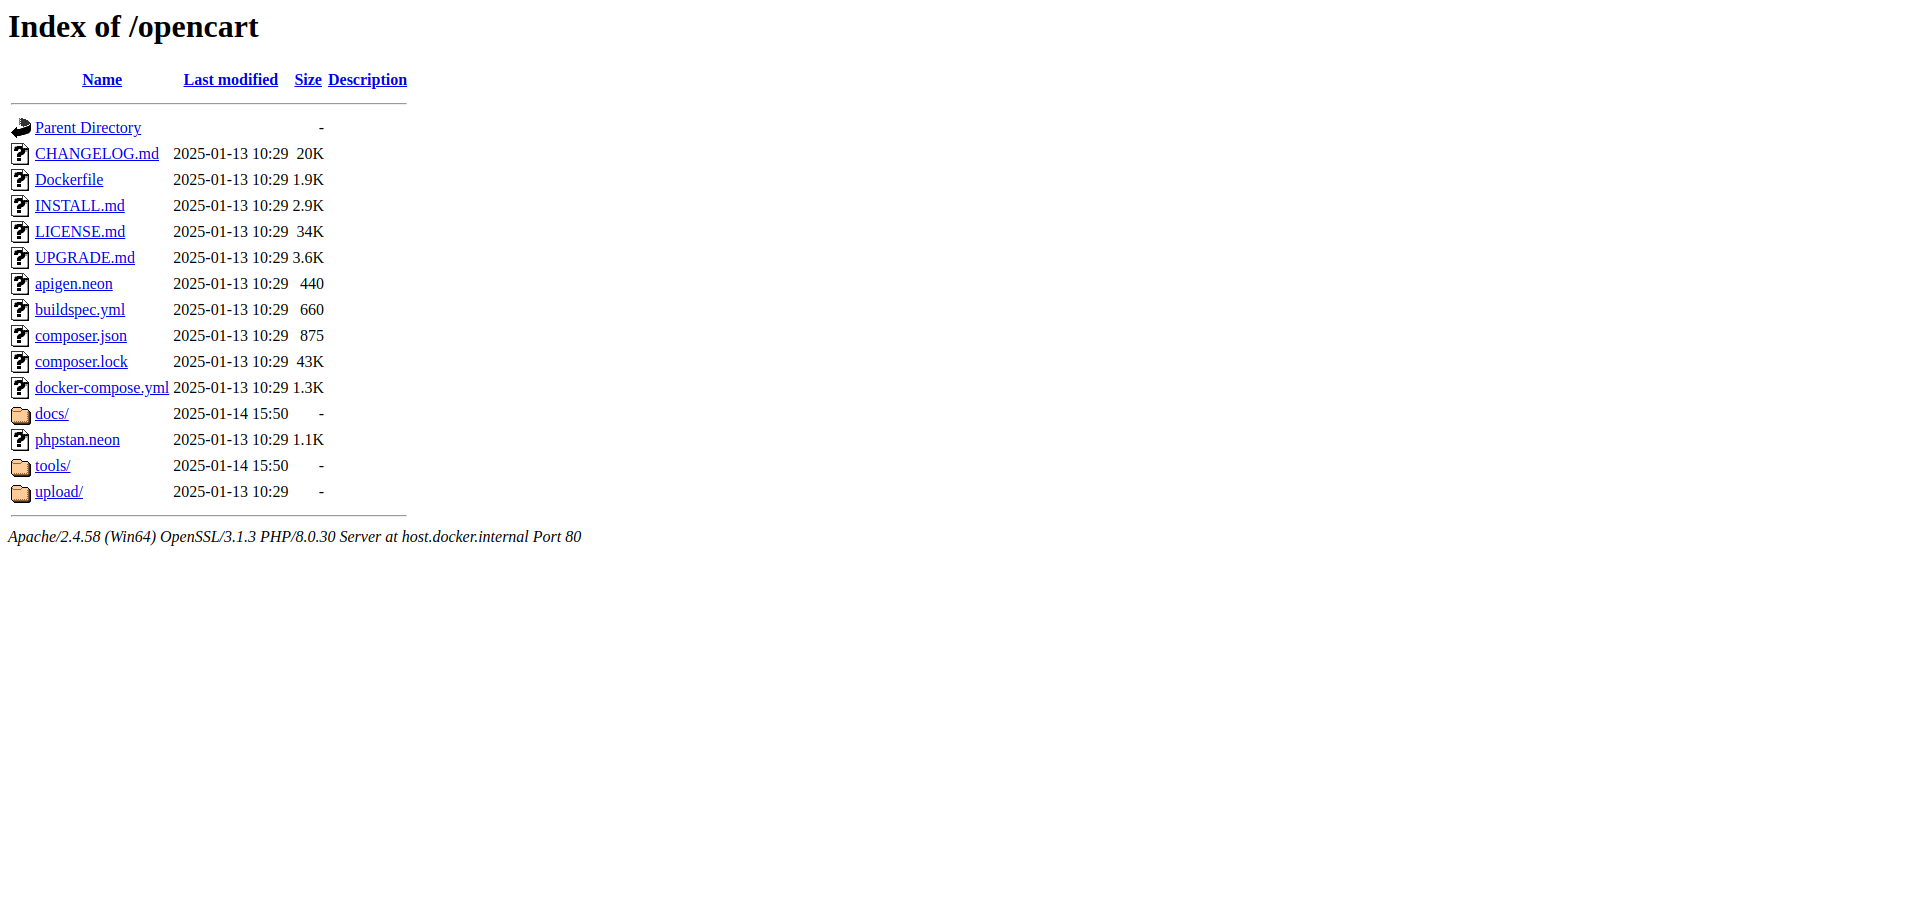 Index of /opencart
Name Last modified Size Description
Parent Directory -
CHANGELOG.md 2025-01-13 10:29 20K
Dockerfile 2025-01-13 10:29 1.9K
INSTALL.md 2025-01-13 10:29 2.9K
LICENSE.md 2025-01-13 10:29 34K
UPGRADE.md 2025-01-13 10:29 3.6K
apigen.neon 2025-01-13 10:29 440
buildspec.yml 2025-01-13 10:29 660
composer.json 2025-01-13 10:29 875
composer.lock 2025-01-13 10:29 43K
docker-compose.yml 2025-01-13 10:29 1.3K
docs/ 2025-01-14 15:50 -
phpstan.neon 2025-01-13 10:29 1.1K
tools/ 2025-01-14 15:50 -
upload/ 2025-01-13 10:29 -
Apache/2.4.58 (Win64) OpenSSL/3.1.3 PHP/8.0.30 Server at host.docker.internal Port 80